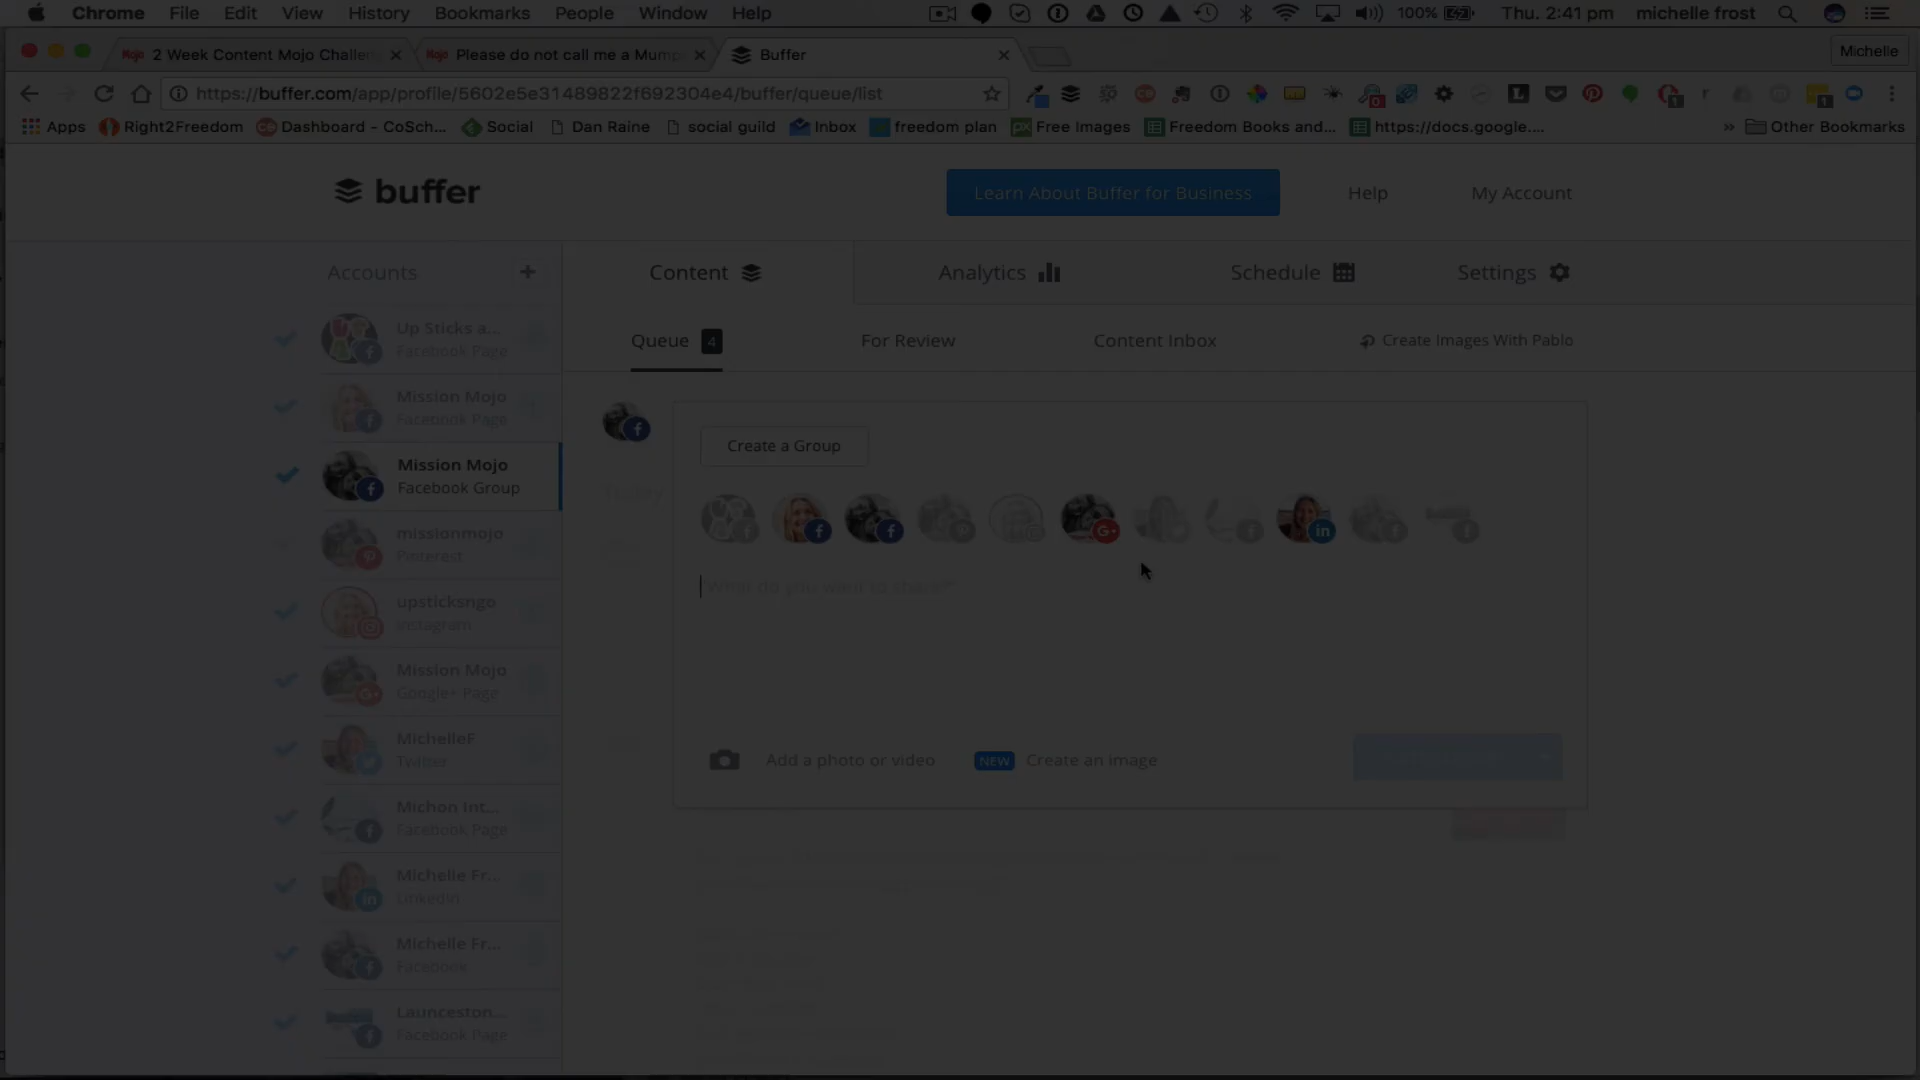 Chrome File Edit View History Bookmarks People Window Help 100% Thu. 2:41 pm michelle frost
Mojo 2 Week Content Mojo Challen
Mojo Please do not call me a Mump
Buffer
Michelle
https://buffer.com/app/profile/5602e5e31489822f692304e4/buffer/queue/list
Apps Right2Freedom Dashboard - CoSch... Social Dan Raine social guild Inbox freedom plan Free Images Freedom Books and... https://docs.google.... Other Bookmarks
buffer
Learn About Buffer for Business
Help
My Account
Accounts +
Content
Analytics
Schedule
Settings
Queue 4
For Review
Content Inbox
Create Images With Pablo
Up Sticks a...
Facebook Page
Mission Mojo
Facebook Page
Mission Mojo
Facebook Group
missionmojo
Pinterest
upsticksngo
Instagram
Mission Mojo
Google+ Page
MichelleF
Twitter
Michon Int...
Facebook Page
Michelle Fr...
LinkedIn
Michelle Fr...
Facebook
Launceston...
Facebook Page
Today
Create a Group
What do you want to share?
Add a photo or video
NEW Create an image